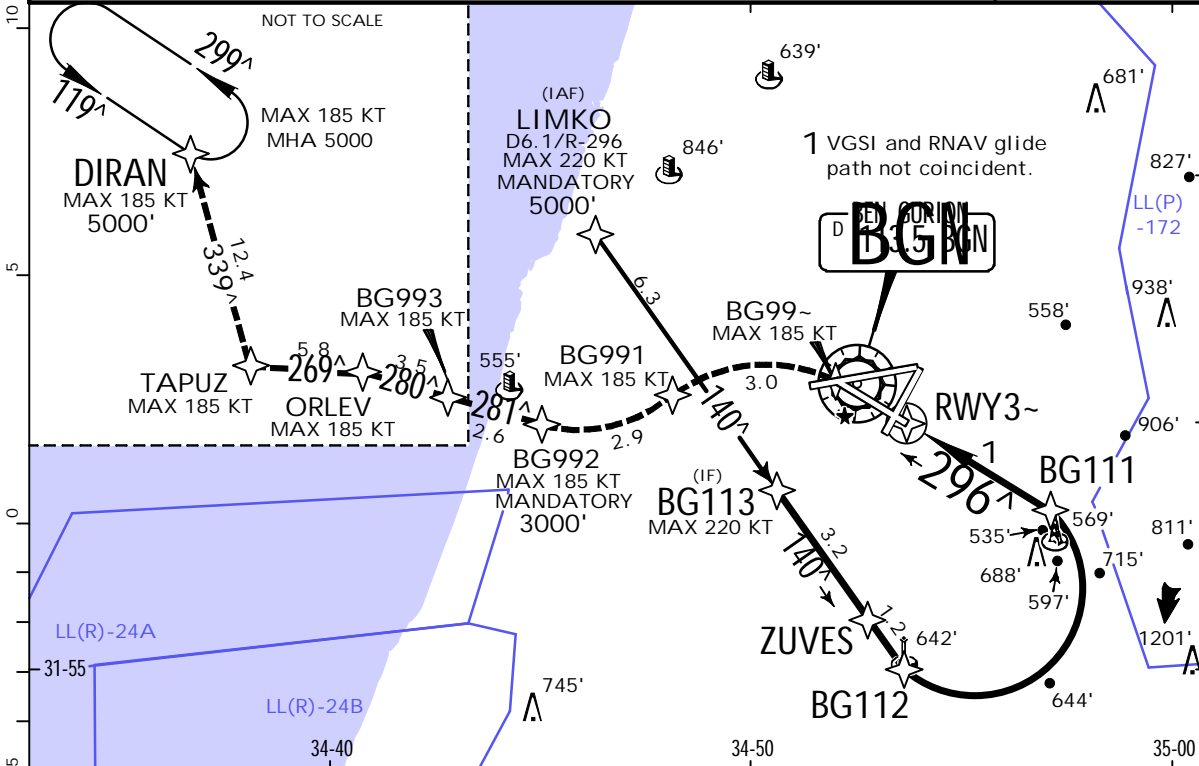 10
NOT TO SCALE
299^
119^
MAX 185 KT
MHA 5000
DIRAN
MAX 185 KT
5000'
12.4
339^
(IAF)
LIMKO
D6.1/R-296
MAX 220 KT
MANDATORY
5000'
639'
846'
681'
1 VGSI and RNAV glide
path not coincident.
827'
LL(P)
-172
BEN GURION
D
BGN
BGN
5
6.3
938'
558'
BG993
MAX 185 KT
BG99~
MAX 185 KT
BG991
MAX 185 KT
555'
5.8
269^
3.5
280^
281^
2.6
TAPUZ
MAX 185 KT
ORLEV
MAX 185 KT
3.0
2.9
140^
RWY3~
906'
BG992
MAX 185 KT
MANDATORY
3000'
(IF)
BG113
MAX 220 KT
1
296^
BG111
0
569'
535'
811'
715'
688'
597'
3.2
140^
LL(R)-24A
ZUVES
1.2
642'
1201'
31-55
BG112
644'
LL(R)-24B
745'
34-40
34-50
35-00
5